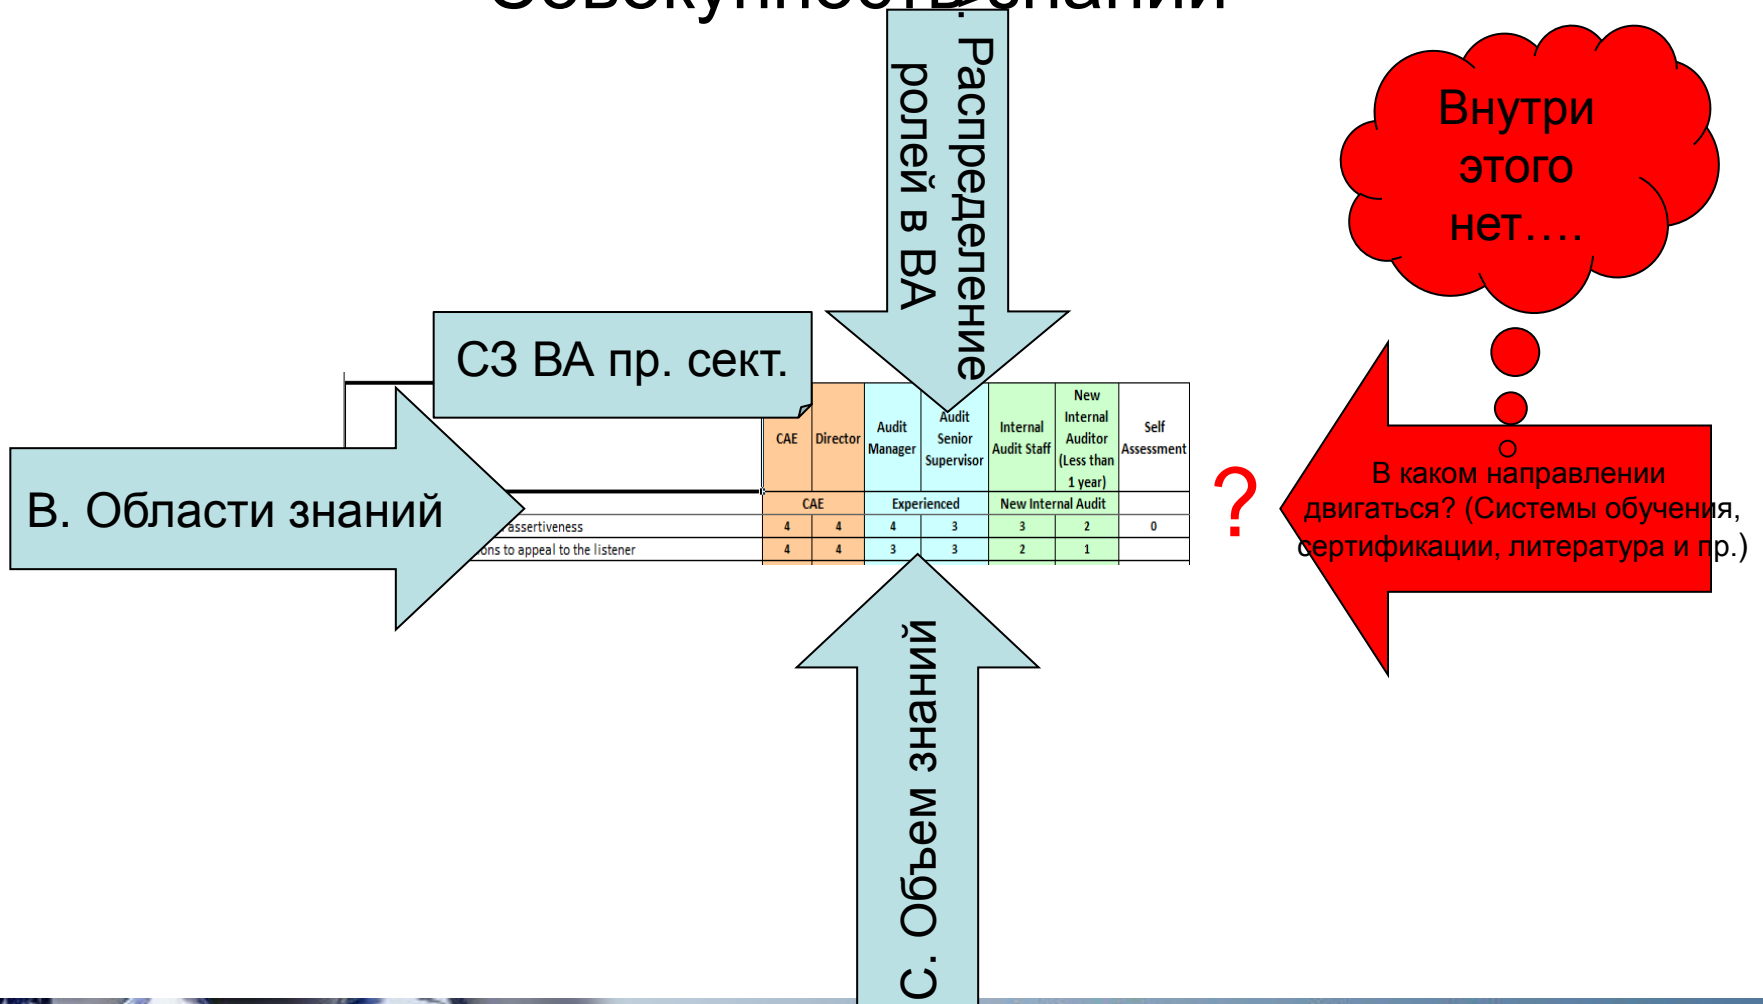 Совокупность знаний
. Распределение
ролей в ВА
Внутри
этого
нет….
СЗ ВА пр. сект.
В. Области знаний
CAE
Director
Audit
Manager
Audit
Senior
Supervisor
Internal
Audit Staff
New
Internal
Auditor
(Less than
1 year)
Self
Assessment
CAE
Experienced
New Internal Audit
assertiveness 4 4 4 3 3 2 0
ons to appeal to the listener 4 4 3 3 2 1
?
В каком направлении
двигаться? (Системы обучения,
сертификации, литература и пр.)
С. Объем знаний